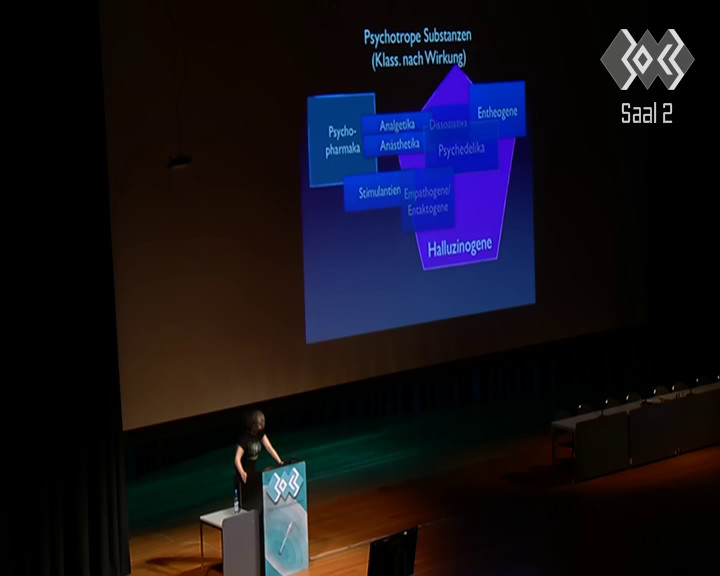 Psychotrope Substanzen
(Klass. nach Wirkung)
Saal 2
Psycho-
pharmaka
Analgetika
Dissoziativa
Entheogene
Anästhetika
Psychedelika
Stimulantien
Empathogene/
Entaktogene
Halluzinogene